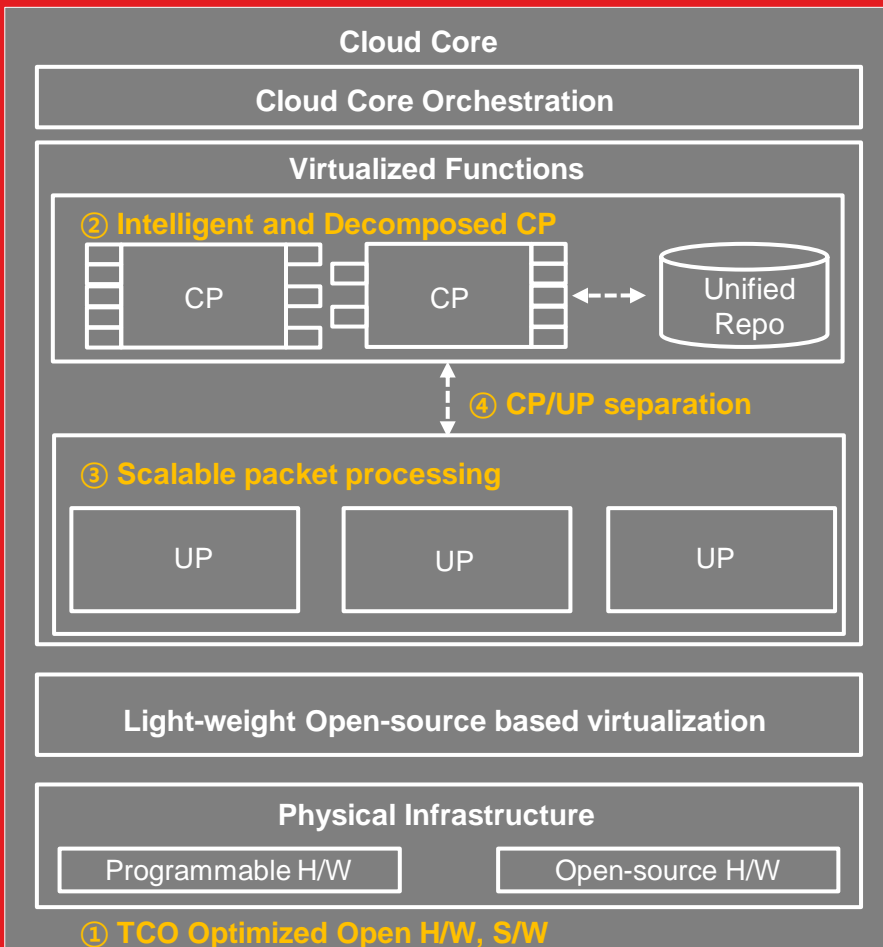 Cloud Core
Cloud Core Orchestration
Virtualized Functions
② Intelligent and Decomposed CP
CP
CP
Unified
Repo
④ CP/UP separation
③ Scalable packet processing
UP
UP
UP
Light-weight Open-source based virtualization
Physical Infrastructure
Programmable H/W
Open-source H/W
① TCO Optimized Open H/W, S/W